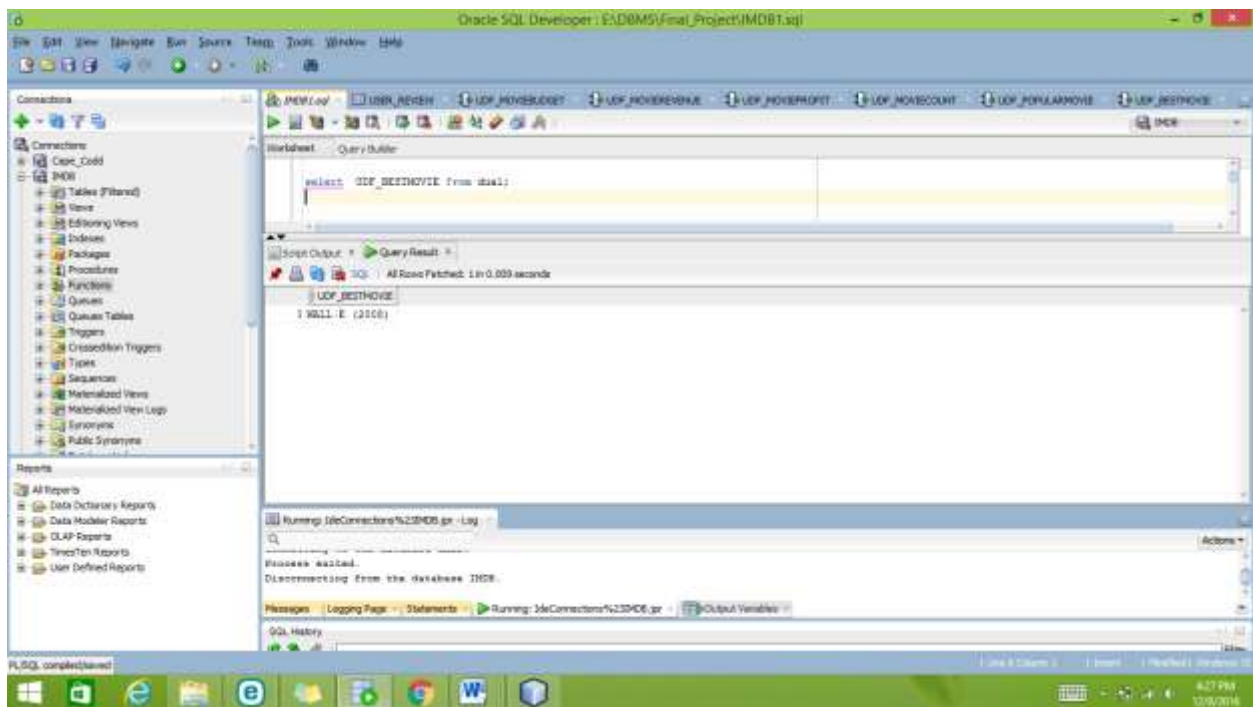 Oracle SQL Developer : E:\DBMS\Final_Project\IMDB1.sql
File Edit View Navigate Run Source Team Tools Window Help
Connections
IMDB1.sql
USER_REVIEW
UDF_MOVIEBUDGET
UDF_MOVIEREVENUE
UDF_MOVIEPROFIT
UDF_MOVIECOUNT
UDF_POPULARMOVIE
UDF_BESTMOVIE
IMDB
Worksheet Query Builder
select UDF_BESTMOVIE from dual;
Connections
Cape_Codd
IMDB
Tables (Filtered)
Views
Editioning Views
Indexes
Packages
Procedures
Functions
Queues
Queues Tables
Triggers
Crossedition Triggers
Types
Sequences
Materialized Views
Materialized View Logs
Synonyms
Public Synonyms
Script Output
Query Result
SQL
All Rows Fetched: 1 in 0.009 seconds
UDF_BESTMOVIE
1 WALL·E (2008)
Reports
All Reports
Data Dictionary Reports
Data Modeler Reports
OLAP Reports
TimesTen Reports
User Defined Reports
Running: IdeConnections%23IMDB.jpr - Log
Actions
Process exited.
Disconnecting from the database IMDB.
Messages
Logging Page
Statements
Running: IdeConnections%23IMDB.jpr
Output Variables
SQL History
PL/SQL compiled/saved
4:27 PM